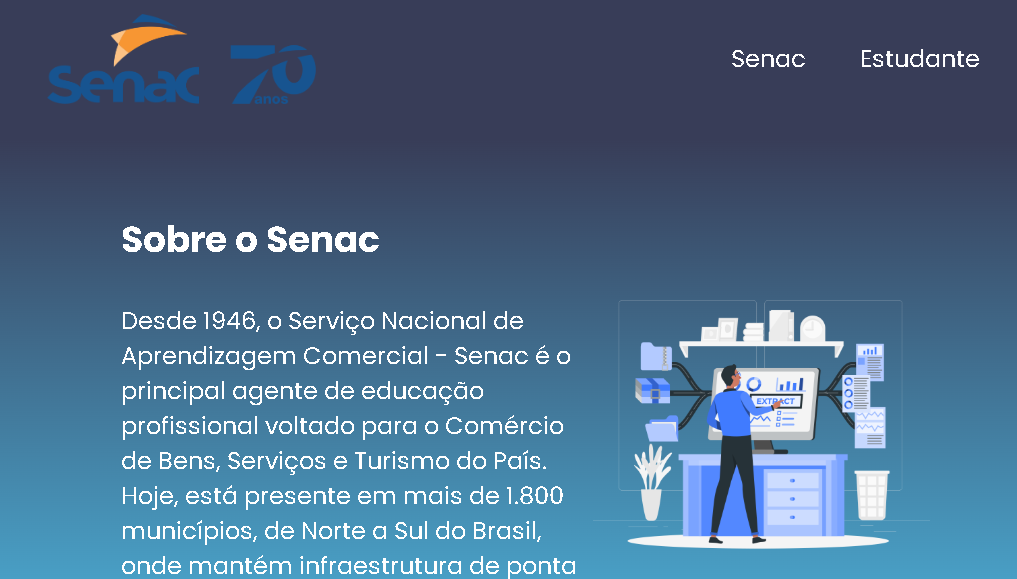 Senac
70 anos
Senac
Estudante
Sobre o Senac
Desde 1946, o Serviço Nacional de
Aprendizagem Comercial - Senac é o
principal agente de educação
profissional voltado para o Comércio
de Bens, Serviços e Turismo do País.
Hoje, está presente em mais de 1.800
municípios, de Norte a Sul do Brasil,
onde mantém infraestrutura de ponta
EXTRACT